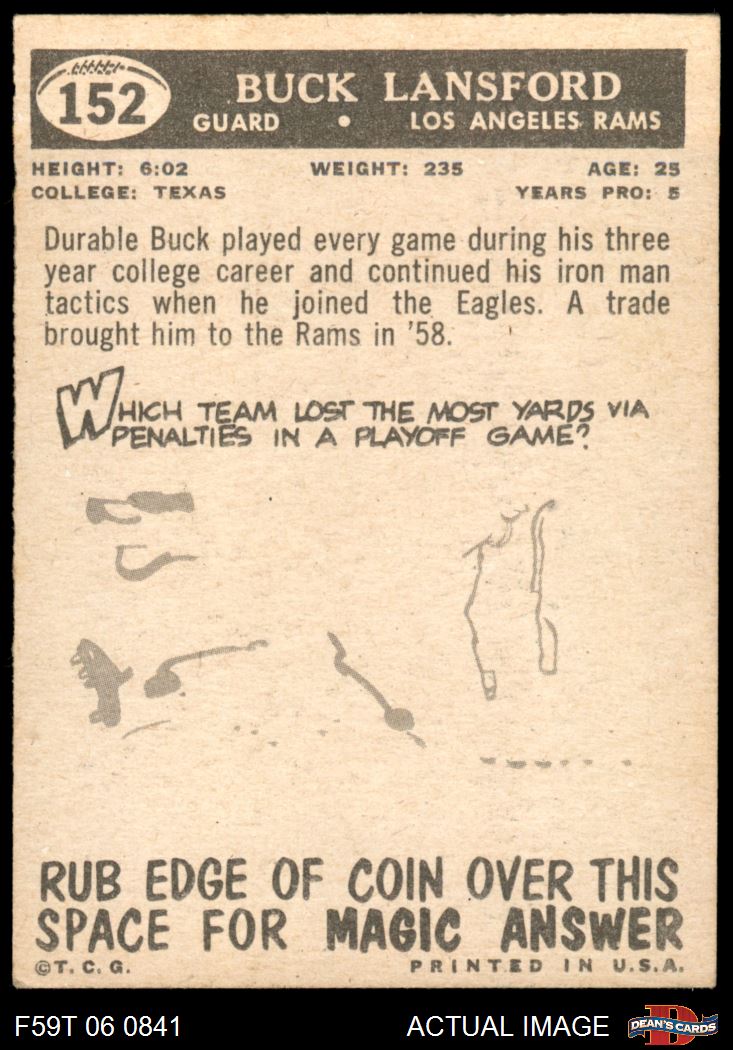 152
BUCK LANSFORD
GUARD • LOS ANGELES RAMS
HEIGHT: 6:02 WEIGHT: 235 AGE: 25
COLLEGE: TEXAS YEARS PRO: 5
Durable Buck played every game during his three
year college career and continued his iron man
tactics when he joined the Eagles. A trade
brought him to the Rams in '58.
WHICH TEAM LOST THE MOST YARDS VIA
PENALTIES IN A PLAYOFF GAME?
RUB EDGE OF COIN OVER THIS
SPACE FOR MAGIC ANSWER
©T. C. G. PRINTED IN U.S.A.
F59T 06 0841 ACTUAL IMAGE D DEAN'S CARDS